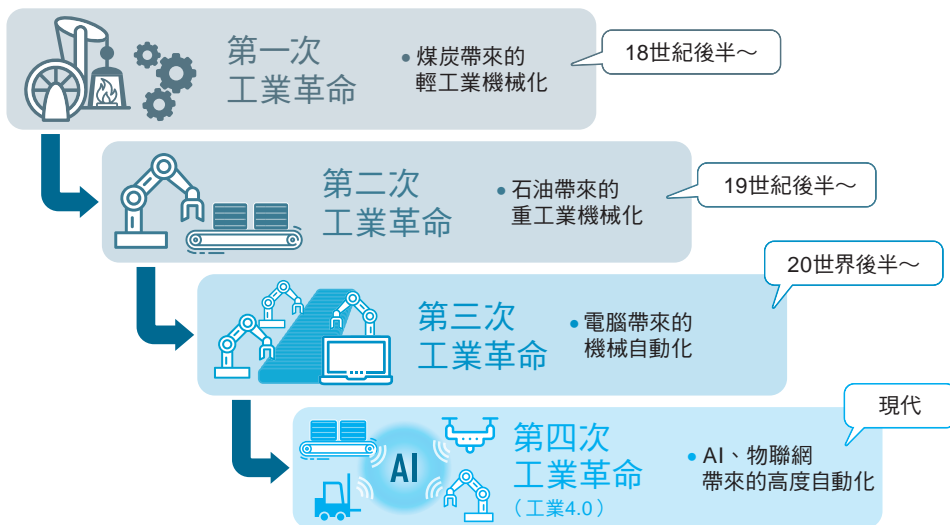 第一次
工業革命
• 煤炭帶來的
輕工業機械化
18世紀後半～
第二次
工業革命
• 石油帶來的
重工業機械化
19世紀後半～
第三次
工業革命
• 電腦帶來的
機械自動化
20世界後半～
AI
第四次
工業革命
（工業4.0）
• AI、物聯網
帶來的高度自動化
現代